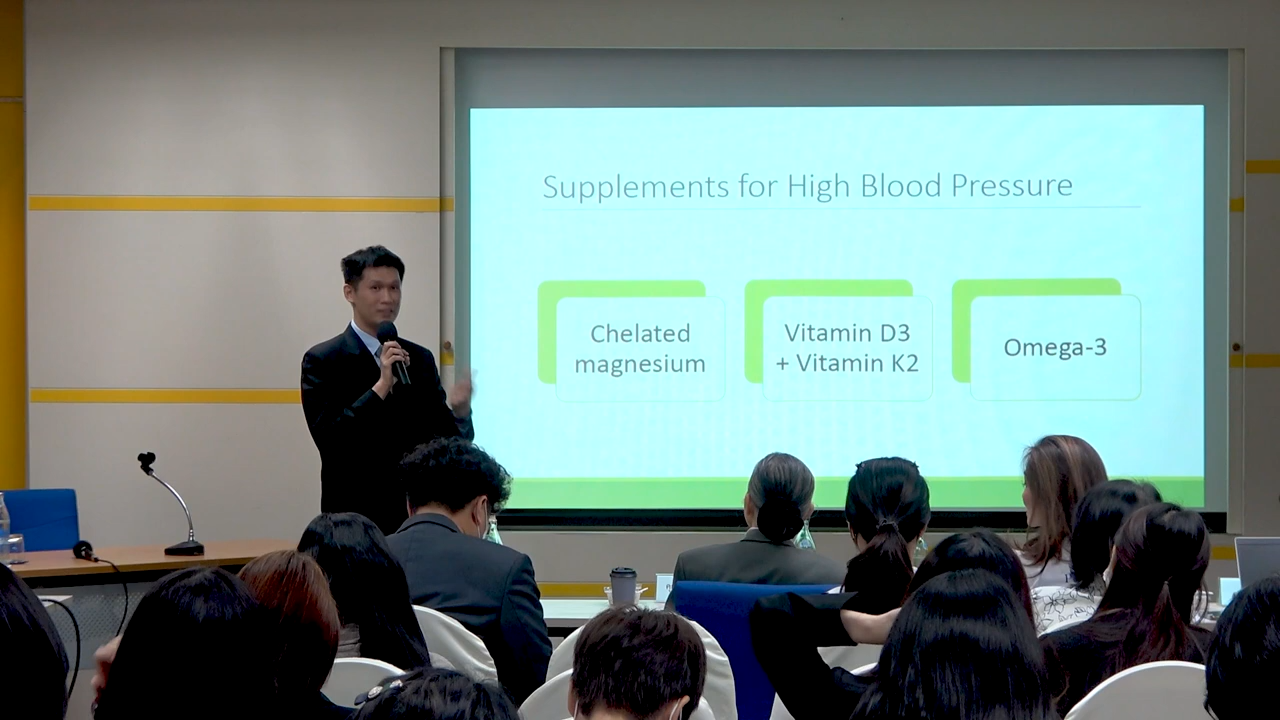 Supplements for High Blood Pressure
Chelated
magnesium
Vitamin D3
+ Vitamin K2
Omega-3